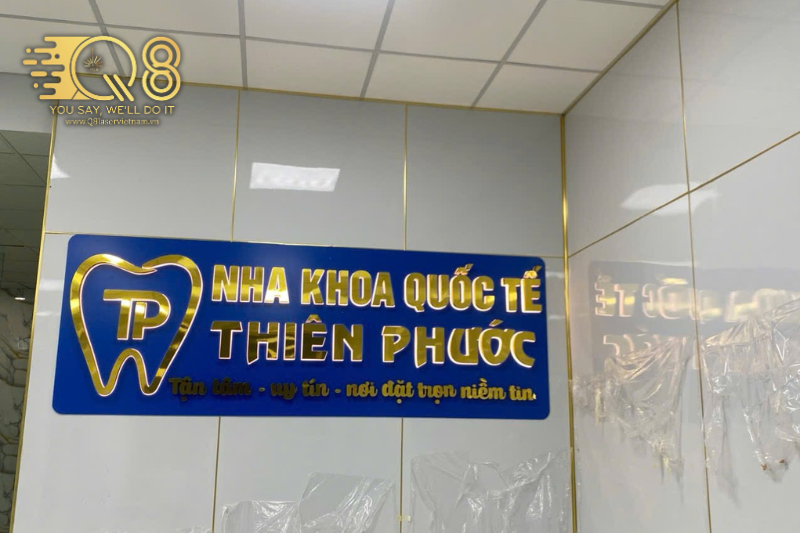 Q8
YOU SAY, WE'LL DO IT
www.Q8laservietnam.vn
TP
NHA KHOA QUỐC TẾ
THIÊN PHƯỚC
Tận tâm - uy tín - nơi đặt trọn niềm tin.